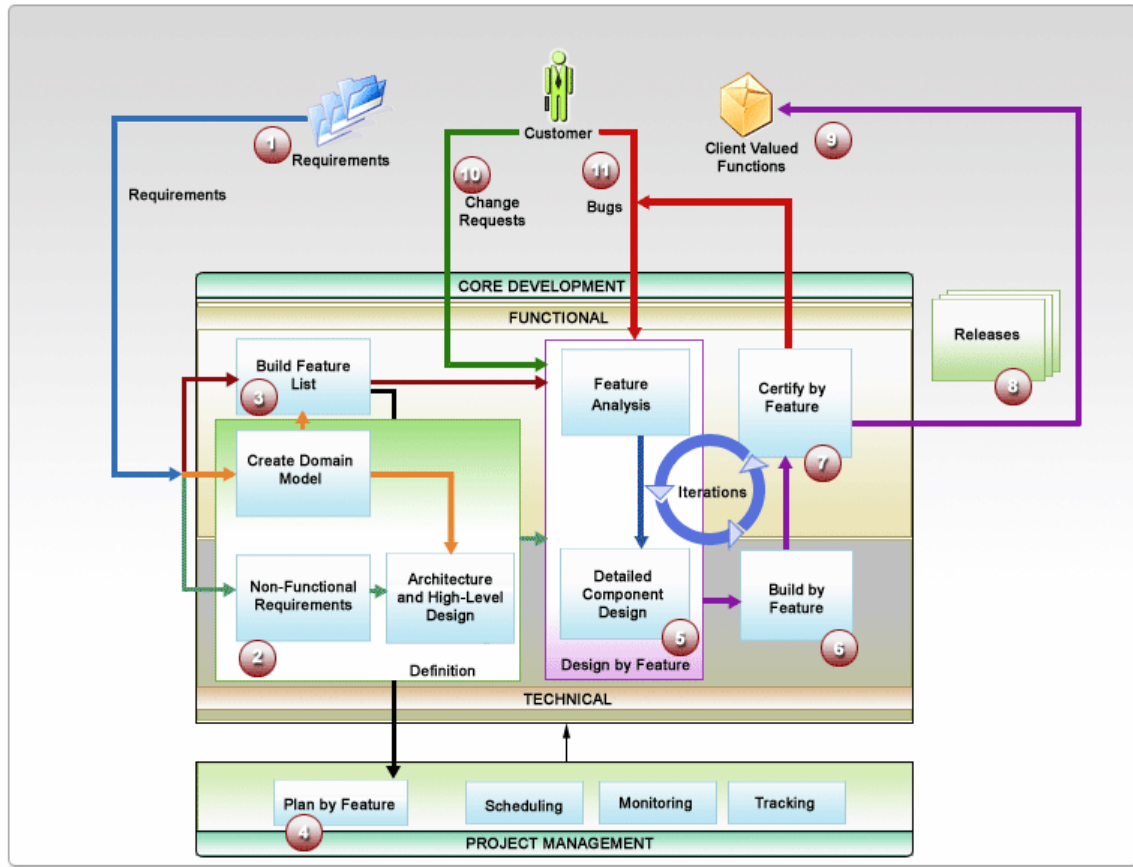 1
Requirements
Requirements
Customer
10
Change
Requests
11
Bugs
Client Valued
Functions
9
CORE DEVELOPMENT
FUNCTIONAL
Build Feature
List
3
Create Domain
Model
Non-Functional
Requirements
2
Architecture
and High-Level
Design
Definition
Feature
Analysis
Iterations
Detailed
Component
Design
5
Design by Feature
Certify by
Feature
7
Build by
Feature
6
Releases
8
TECHNICAL
Plan by Feature
4
Scheduling
Monitoring
Tracking
PROJECT MANAGEMENT